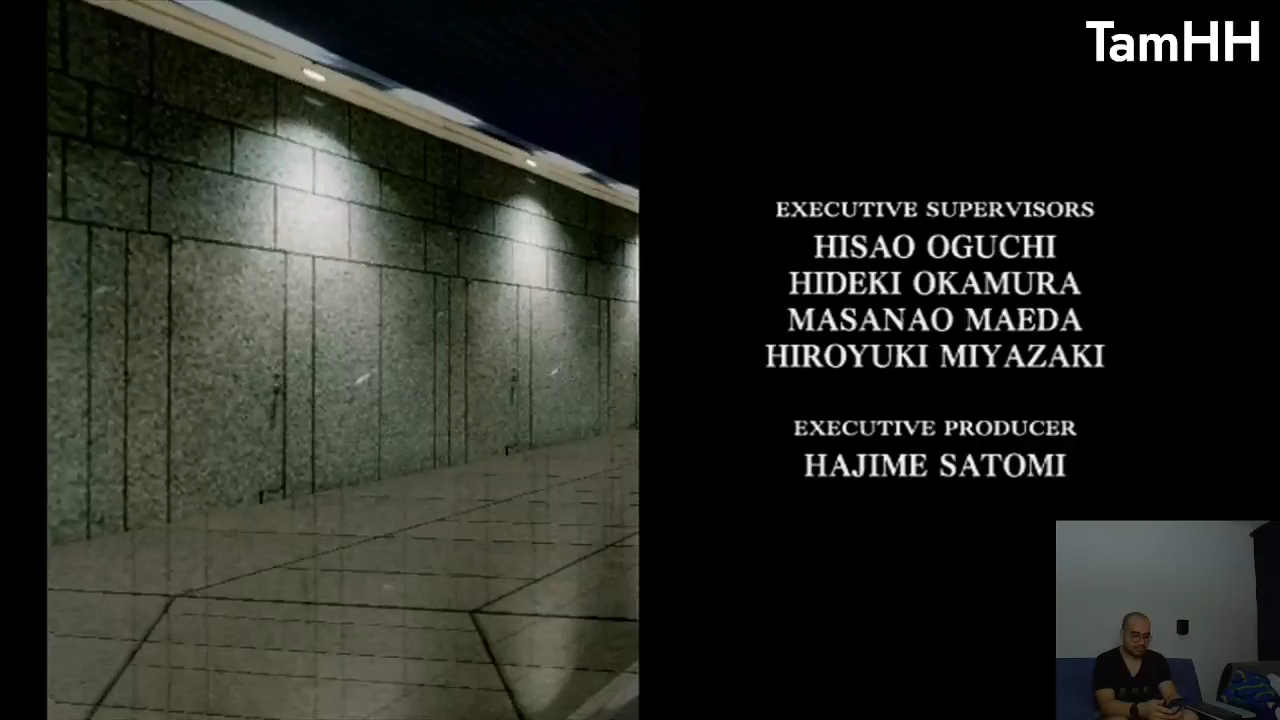 TamHH
EXECUTIVE SUPERVISORS
HISAO OGUCHI
HIDEKI OKAMURA
MASANAO MAEDA
HIROYUKI MIYAZAKI
EXECUTIVE PRODUCER
HAJIME SATOMI